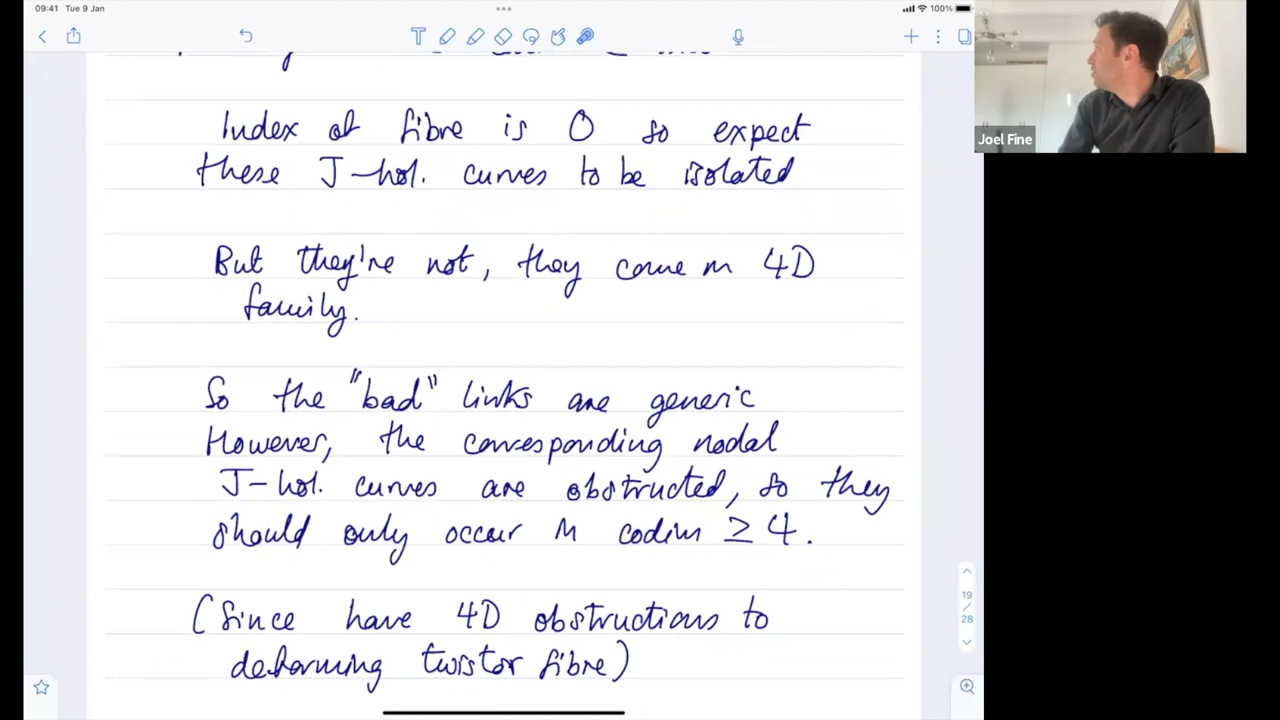 09:41 Tue 9 Jan
100%
Joel Fine
Index of fibre is 0 so expect
these J-hol. curves to be isolated
But they're not, they come in 4D
family.
So the "bad" links are generic
However, the corresponding nodal
J-hol. curves are obstructed, so they
should only occur in codim ≥ 4.
(Since have 4D obstructions to
deforming twistor fibre)
19
/
28